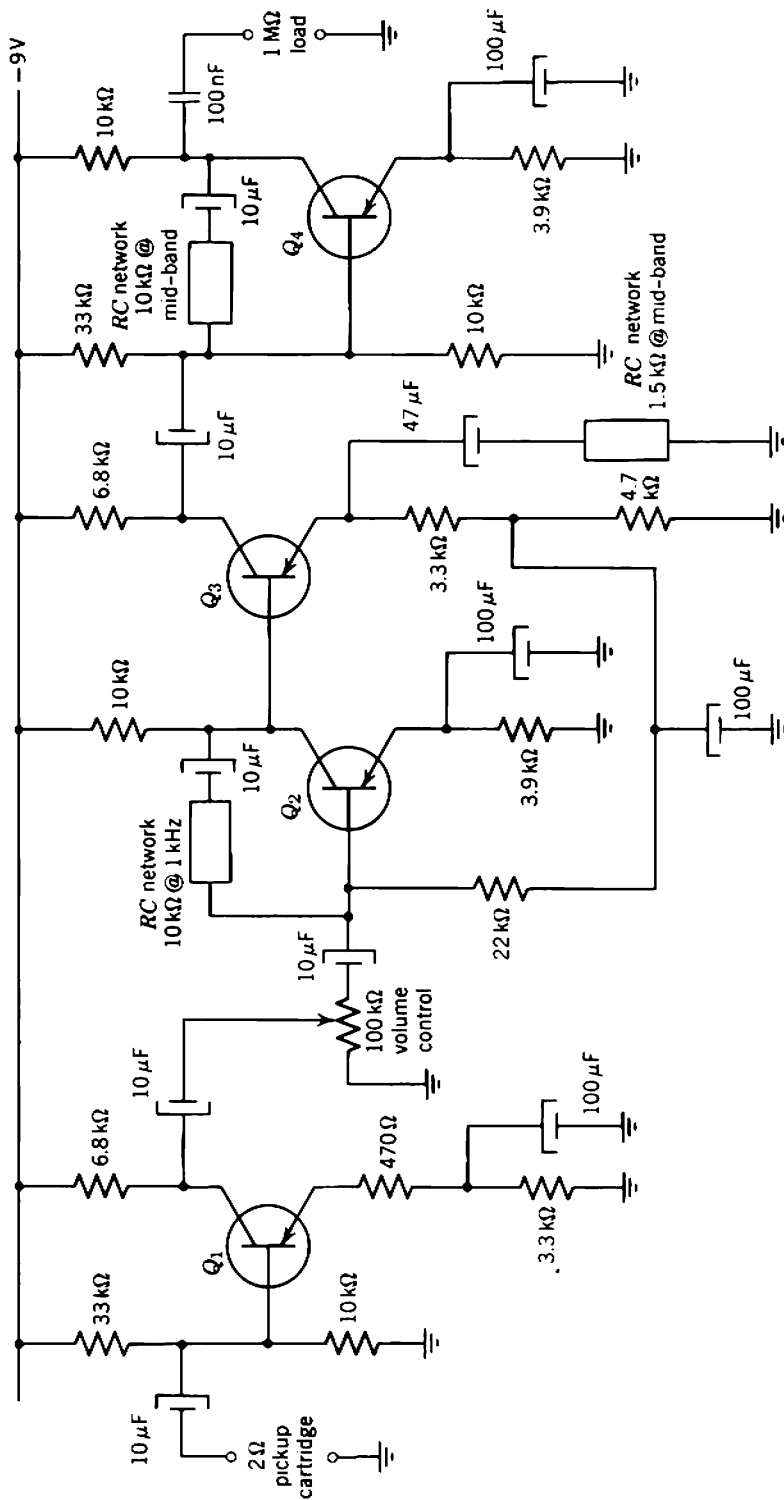 −9V
10 µF
2Ω
pickup
cartridge
33 kΩ
10 kΩ
Q1
6.8 kΩ
470 Ω
3.3 kΩ
100 µF
10 µF
100 kΩ
volume
control
10 µF
RC network
10 kΩ @ 1 kHz
10 µF
10 kΩ
Q2
22 kΩ
3.9 kΩ
100 µF
100 µF
Q3
6.8 kΩ
3.3 kΩ
4.7
kΩ
47 µF
RC network
1.5 kΩ @ mid-band
10 µF
33 kΩ
RC network
10 kΩ @
mid-band
10 µF
10 kΩ
Q4
10 kΩ
3.9 kΩ
100 µF
100 nF
1 MΩ
load